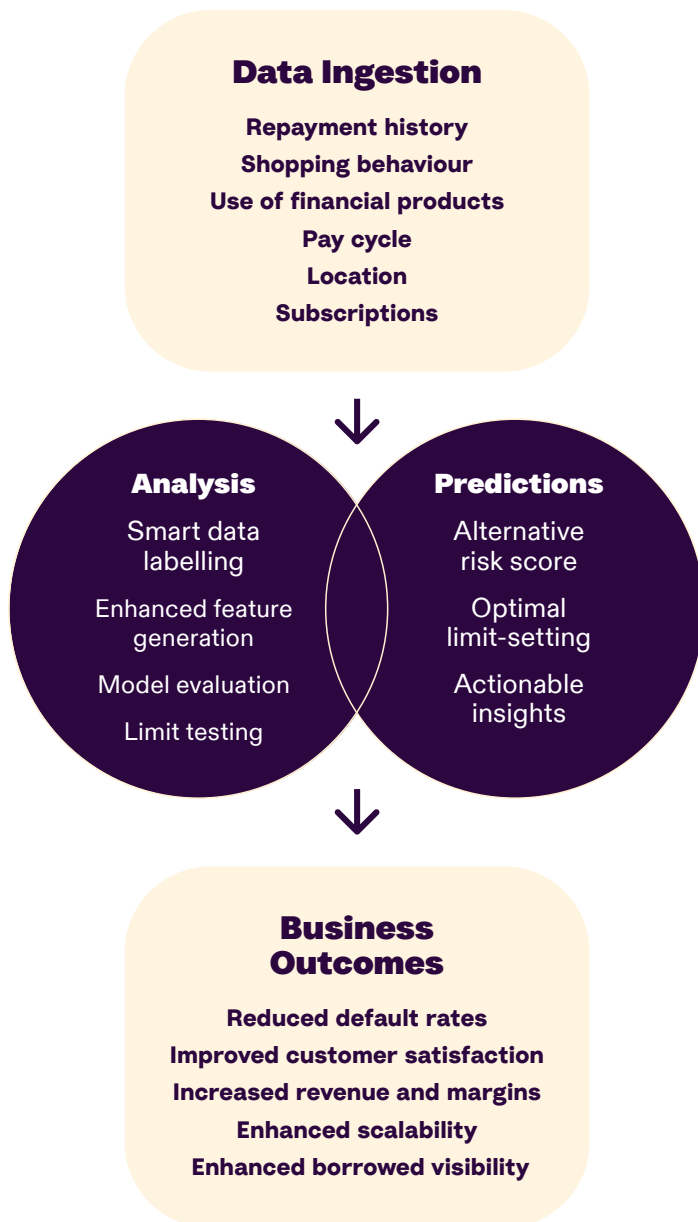 Data Ingestion
Repayment history
Shopping behaviour
Use of financial products
Pay cycle
Location
Subscriptions
Analysis
Smart data
labelling
Enhanced feature
generation
Model evaluation
Limit testing
Predictions
Alternative
risk score
Optimal
limit-setting
Actionable
insights
Business
Outcomes
Reduced default rates
Improved customer satisfaction
Increased revenue and margins
Enhanced scalability
Enhanced borrowed visibility